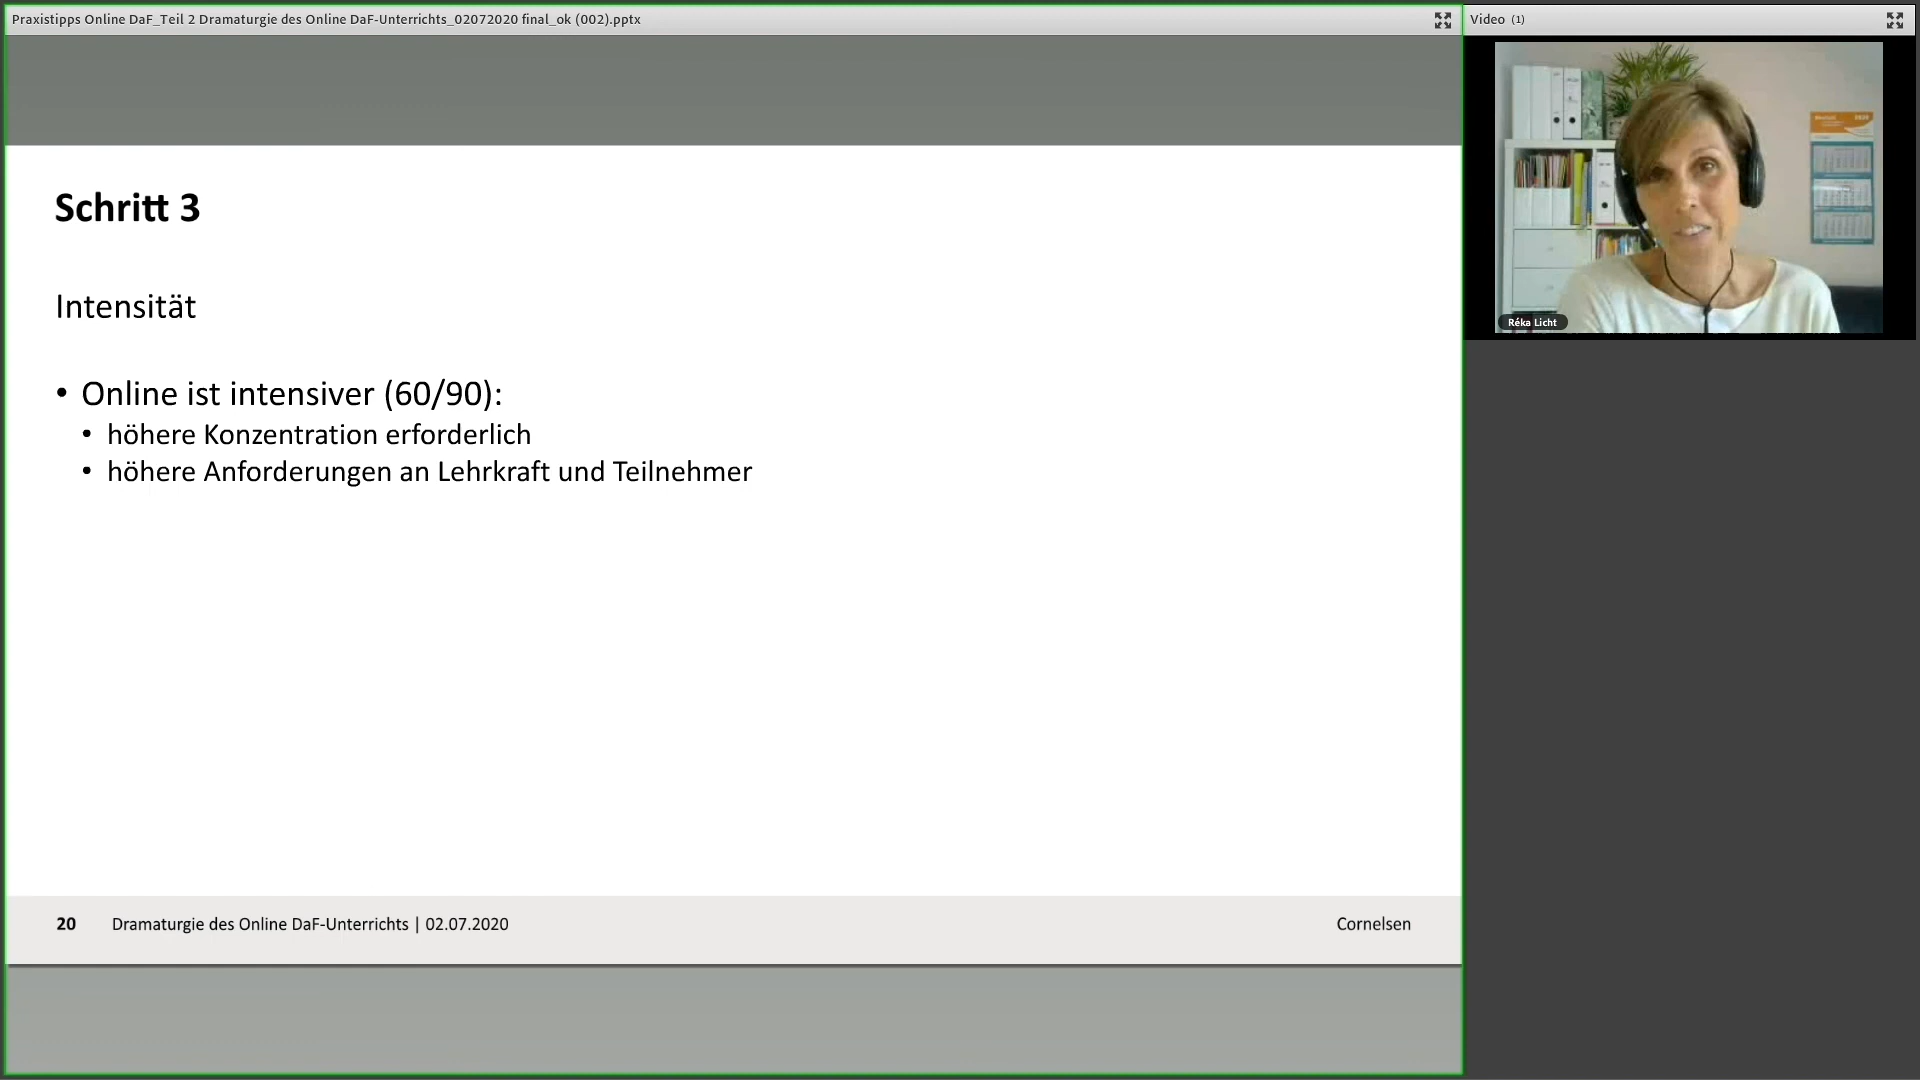 Praxistipps Online DaF_Teil 2 Dramaturgie des Online DaF-Unterrichts_02072020 final_ok (002).pptx
Video (1)
Réka Licht
Schritt 3
Intensität
• Online ist intensiver (60/90):
• höhere Konzentration erforderlich
• höhere Anforderungen an Lehrkraft und Teilnehmer
20 Dramaturgie des Online DaF-Unterrichts | 02.07.2020 Cornelsen